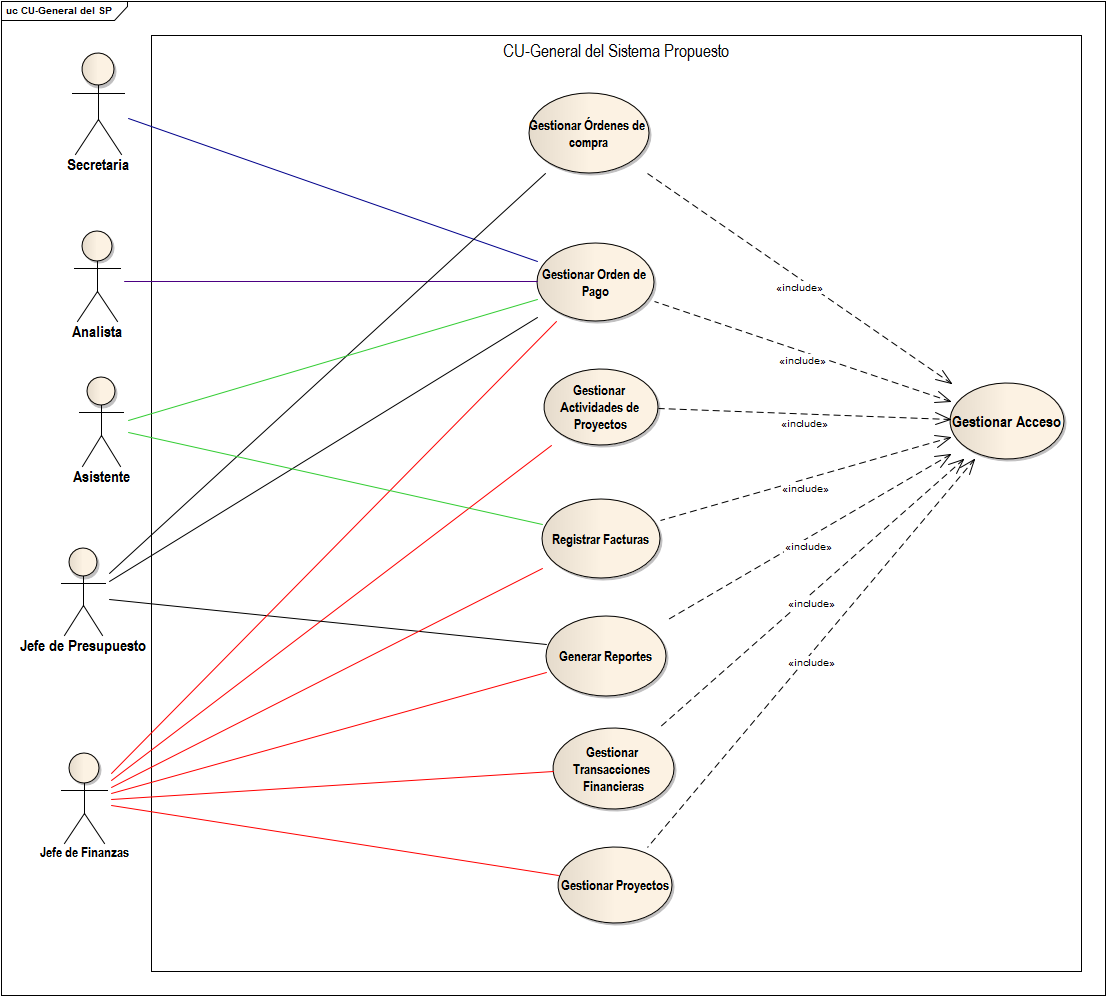 uc CU-General del SP
CU-General del Sistema Propuesto
Secretaria
Gestionar Órdenes de
compra
Analista
Gestionar Orden de
Pago
«include»
«include»
Asistente
Gestionar
Actividades de
Proyectos
«include»
Gestionar Acceso
«include»
Registrar Facturas
«include»
Jefe de Presupuesto
Generar Reportes
«include»
«include»
Gestionar
Transacciones
Financieras
Jefe de Finanzas
Gestionar Proyectos